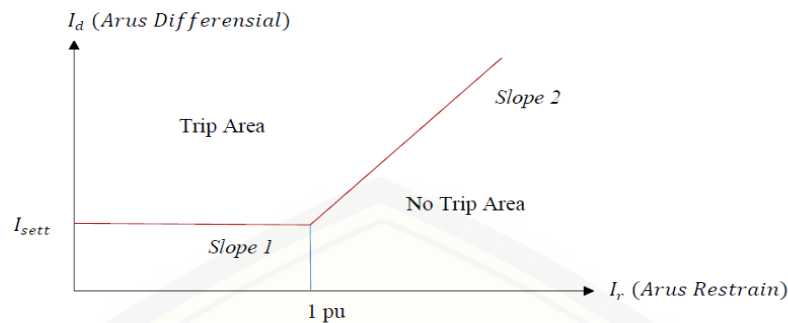 I_d (Arus Differensial)
Slope 2
Trip Area
No Trip Area
I_sett
Slope 1
I_r (Arus Restrain)
1 pu